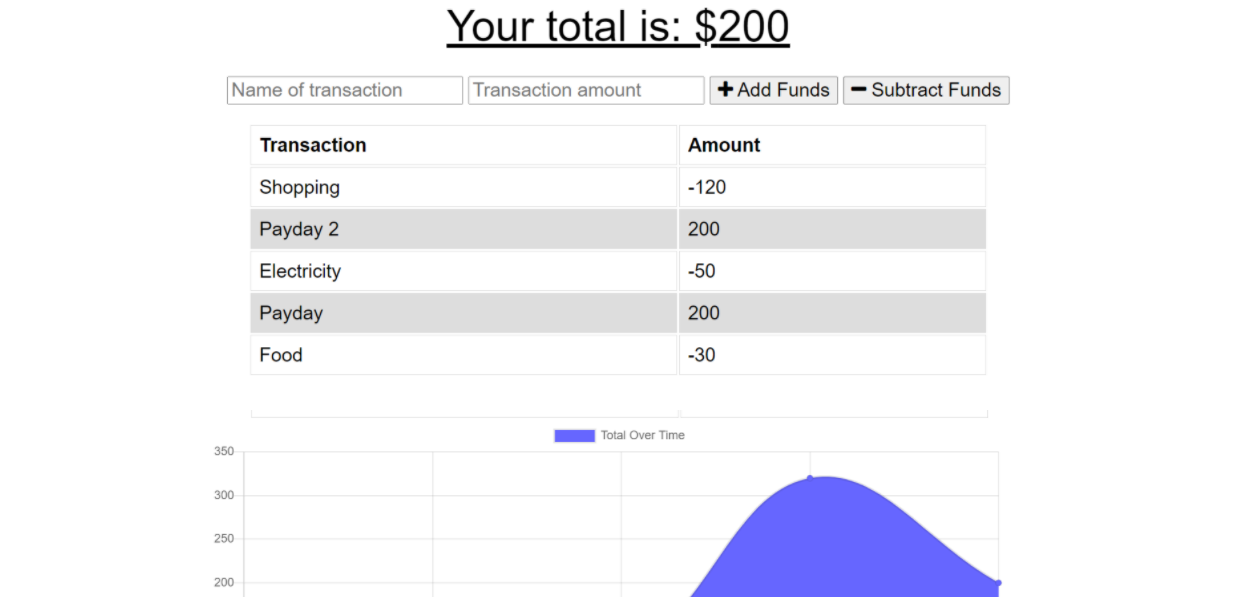 Your total is: $200
Name of transaction Transaction amount Add Funds Subtract Funds
Transaction Amount
Shopping -120
Payday 2 200
Electricity -50
Payday 200
Food -30
Total Over Time
350
300
250
200